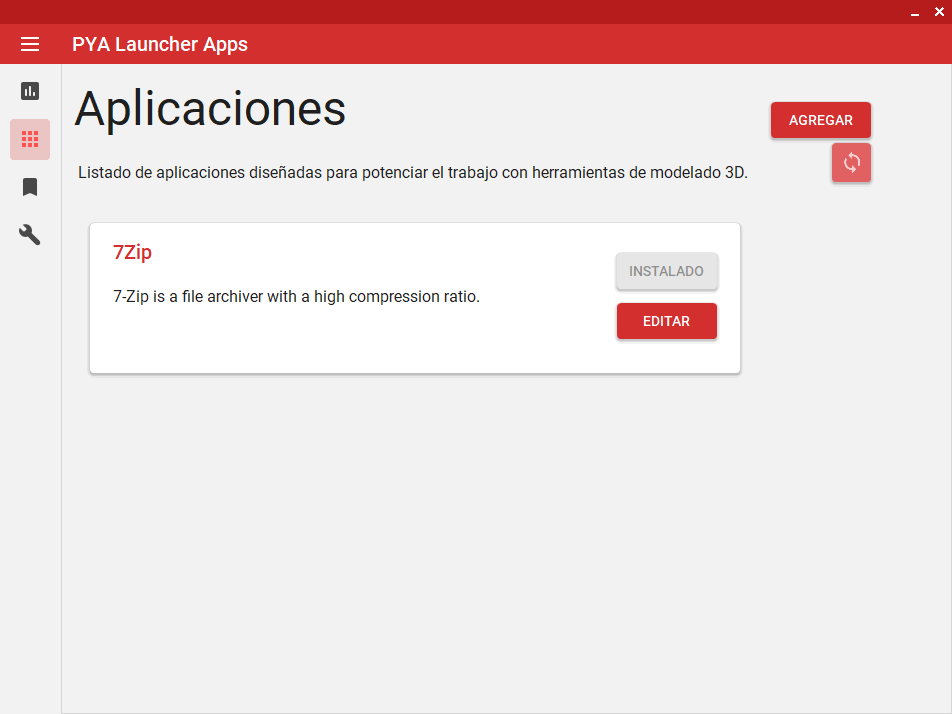 PYA Launcher Apps
Aplicaciones
AGREGAR
Listado de aplicaciones diseñadas para potenciar el trabajo con herramientas de modelado 3D.
7Zip
INSTALADO
7-Zip is a file archiver with a high compression ratio.
EDITAR